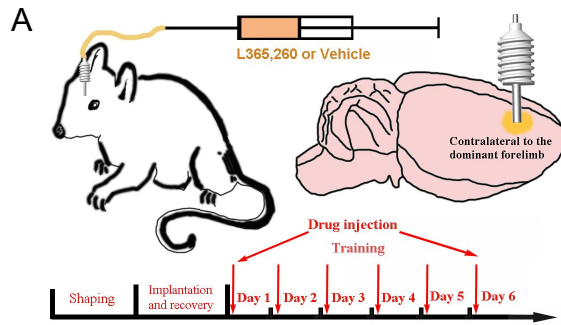 A
L365,260 or Vehicle
Contralateral to the
dominant forelimb
Drug injection
Training
Shaping
Implantation
and recovery
Day 1
Day 2
Day 3
Day 4
Day 5
Day 6